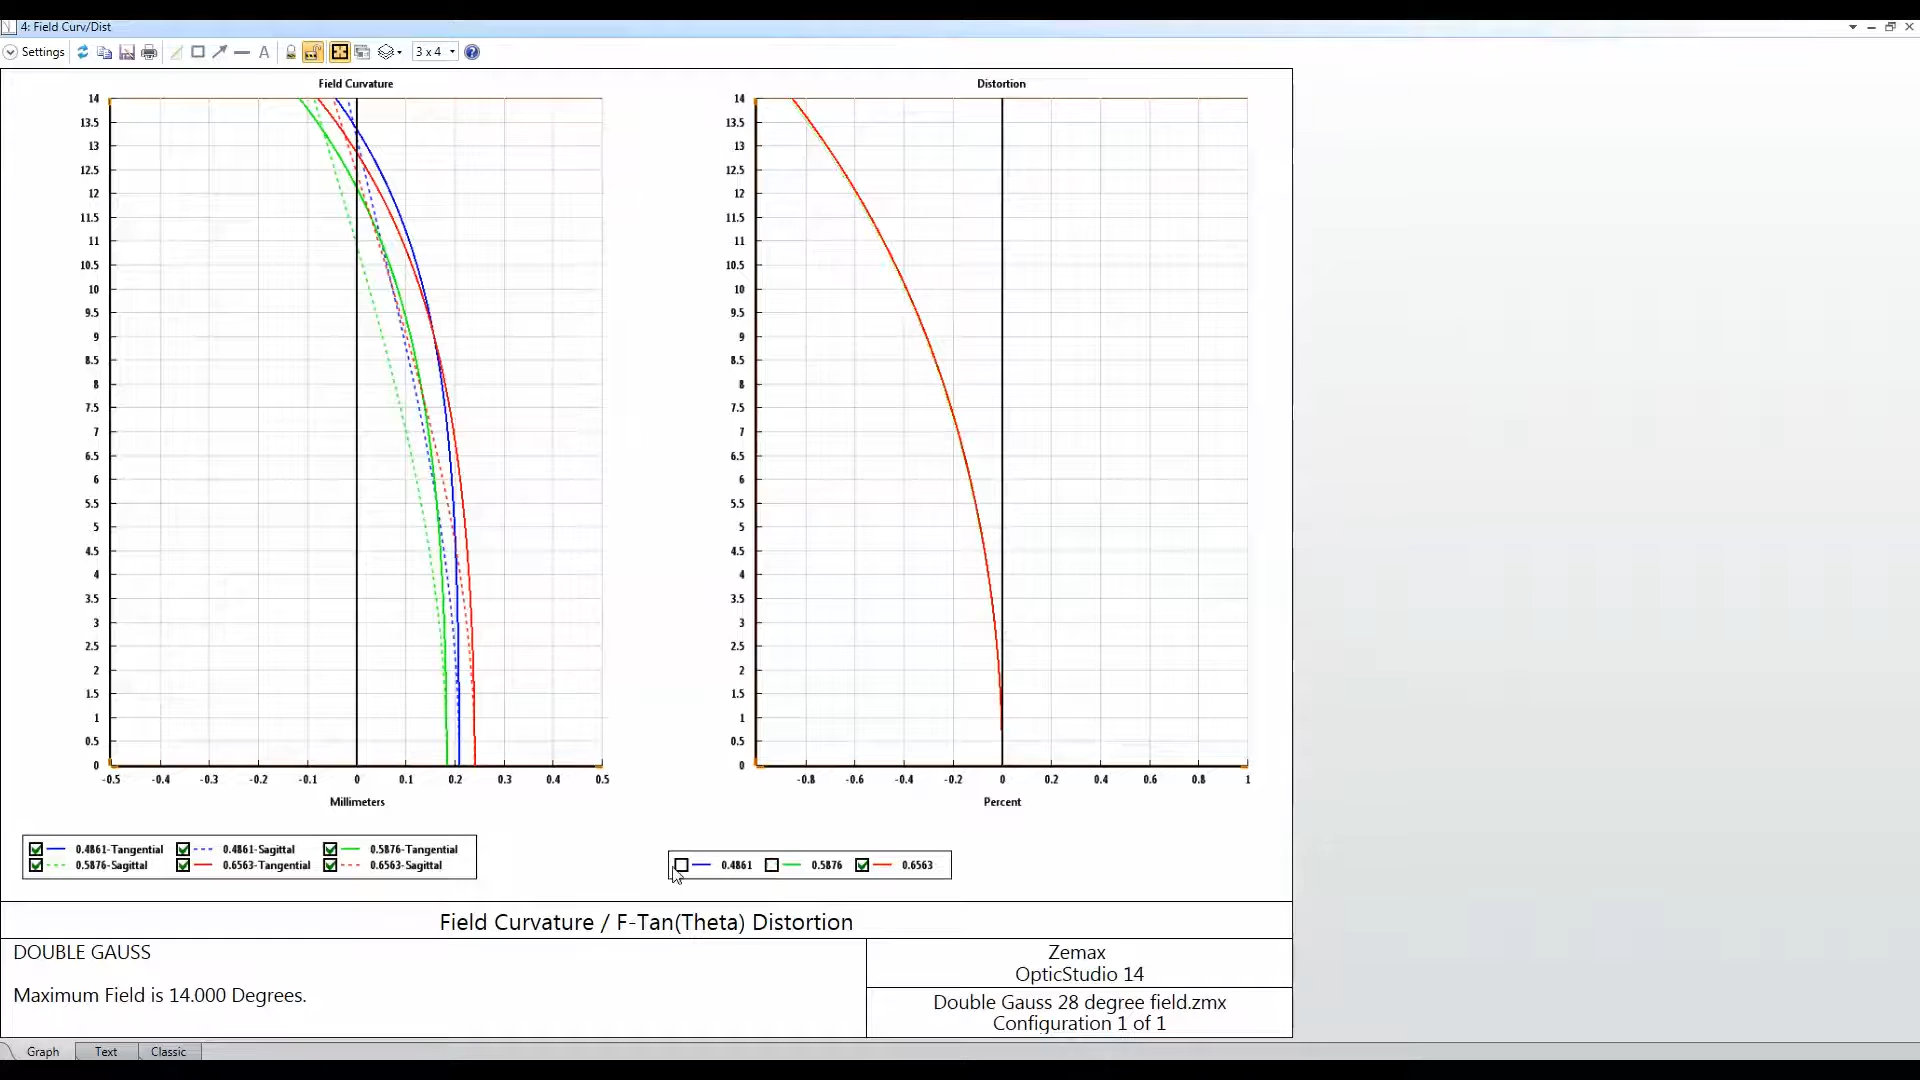 4: Field Curv/Dist
Settings
A
3 x 4
Field Curvature
14
13.5
13
12.5
12
11.5
11
10.5
10
9.5
9
8.5
8
7.5
7
6.5
6
5.5
5
4.5
4
3.5
3
2.5
2
1.5
1
0.5
0
-0.5 -0.4 -0.3 -0.2 -0.1 0 0.1 0.2 0.3 0.4 0.5
Millimeters
0.4861-Tangential 0.4861-Sagittal 0.5876-Tangential
0.5876-Sagittal 0.6563-Tangential 0.6563-Sagittal
Distortion
14
13.5
13
12.5
12
11.5
11
10.5
10
9.5
9
8.5
8
7.5
7
6.5
6
5.5
5
4.5
4
3.5
3
2.5
2
1.5
1
0.5
0
-0.8 -0.6 -0.4 -0.2 0 0.2 0.4 0.6 0.8 1
Percent
0.4861 0.5876 0.6563
Field Curvature / F-Tan(Theta) Distortion
DOUBLE GAUSS
Maximum Field is 14.000 Degrees.
Zemax
OpticStudio 14
Double Gauss 28 degree field.zmx
Configuration 1 of 1
Graph Text Classic